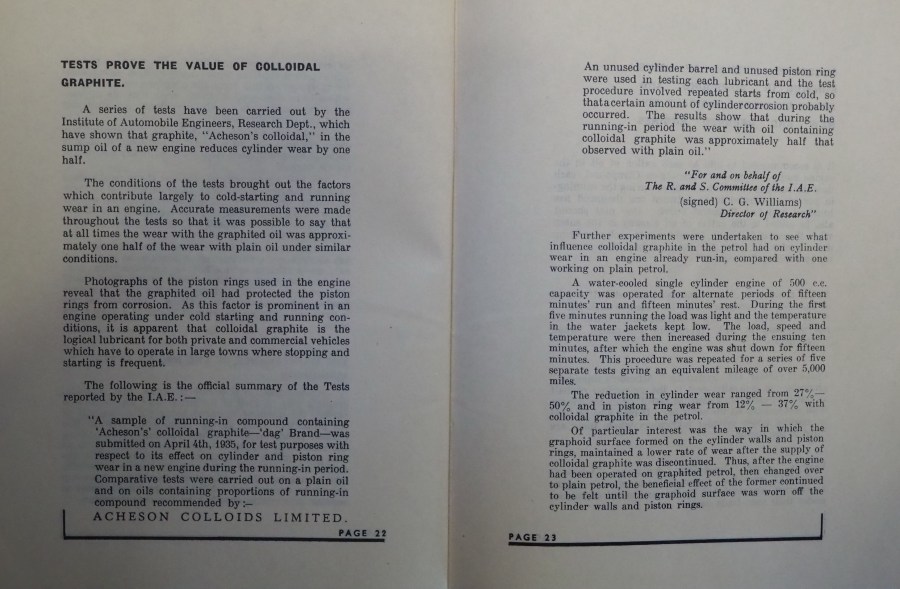 TESTS PROVE THE VALUE OF COLLOIDAL
GRAPHITE.
A series of tests have been carried out by the
Institute of Automobile Engineers, Research Dept., which
have shown that graphite, "Acheson's colloidal," in the
sump oil of a new engine reduces cylinder wear by one
half.
The conditions of the tests brought out the factors
which contribute largely to cold-starting and running
wear in an engine. Accurate measurements were made
throughout the tests so that it was possible to say that
at all times the wear with the graphited oil was approxi-
mately one half of the wear with plain oil under similar
conditions.
Photographs of the piston rings used in the engine
reveal that the graphited oil had protected the piston
rings from corrosion. As this factor is prominent in an
engine operating under cold starting and running con-
ditions, it is apparent that colloidal graphite is the
logical lubricant for both private and commercial vehicles
which have to operate in large towns where stopping and
starting is frequent.
The following is the official summary of the Tests
reported by the I.A.E. :—
"A sample of running-in compound containing
'Acheson's' colloidal graphite—'dag' Brand—was
submitted on April 4th, 1935, for test purposes with
respect to its effect on cylinder and piston ring
wear in a new engine during the running-in period.
Comparative tests were carried out on a plain oil
and on oils containing proportions of running-in
compound recommended by :–
ACHESON COLLOIDS LIMITED.
PAGE 22
An unused cylinder barrel and unused piston ring
were used in testing each lubricant and the test
procedure involved repeated starts from cold, so
thatacertain amount of cylindercorrosion probably
occurred. The results show that during the
running-in period the wear with oil containing
colloidal graphite was approximately half that
observed with plain oil."
"For and on behalf of
The R. and S. Committee of the I.A.E.
(signed) C. G. Williams)
Director of Research"
Further experiments were undertaken to see what
influence colloidal graphite in the petrol had on cylinder
wear in an engine already run-in, compared with one
working on plain petrol.
A water-cooled single cylinder engine of 500 c.c.
capacity was operated for alternate periods of fifteen
minutes' run and fifteen minutes' rest. During the first
five minutes running the load was light and the temperature
in the water jackets kept low. The load, speed and
temperature were then increased during the ensuing ten
minutes, after which the engine was shut down for fifteen
minutes. This procedure was repeated for a series of five
separate tests giving an equivalent mileage of over 5,000
miles.
The reduction in cylinder wear ranged from 27%—
50% and in piston ring wear from 12% — 37% with
colloidal graphite in the petrol.
Of particular interest was the way in which the
graphoid surface formed on the cylinder walls and piston
rings, maintained a lower rate of wear after the supply of
colloidal graphite was discontinued. Thus, after the engine
had been operated on graphited petrol, then changed over
to plain petrol, the beneficial effect of the former continued
to be felt until the graphoid surface was worn off the
cylinder walls and piston rings.
PAGE 23